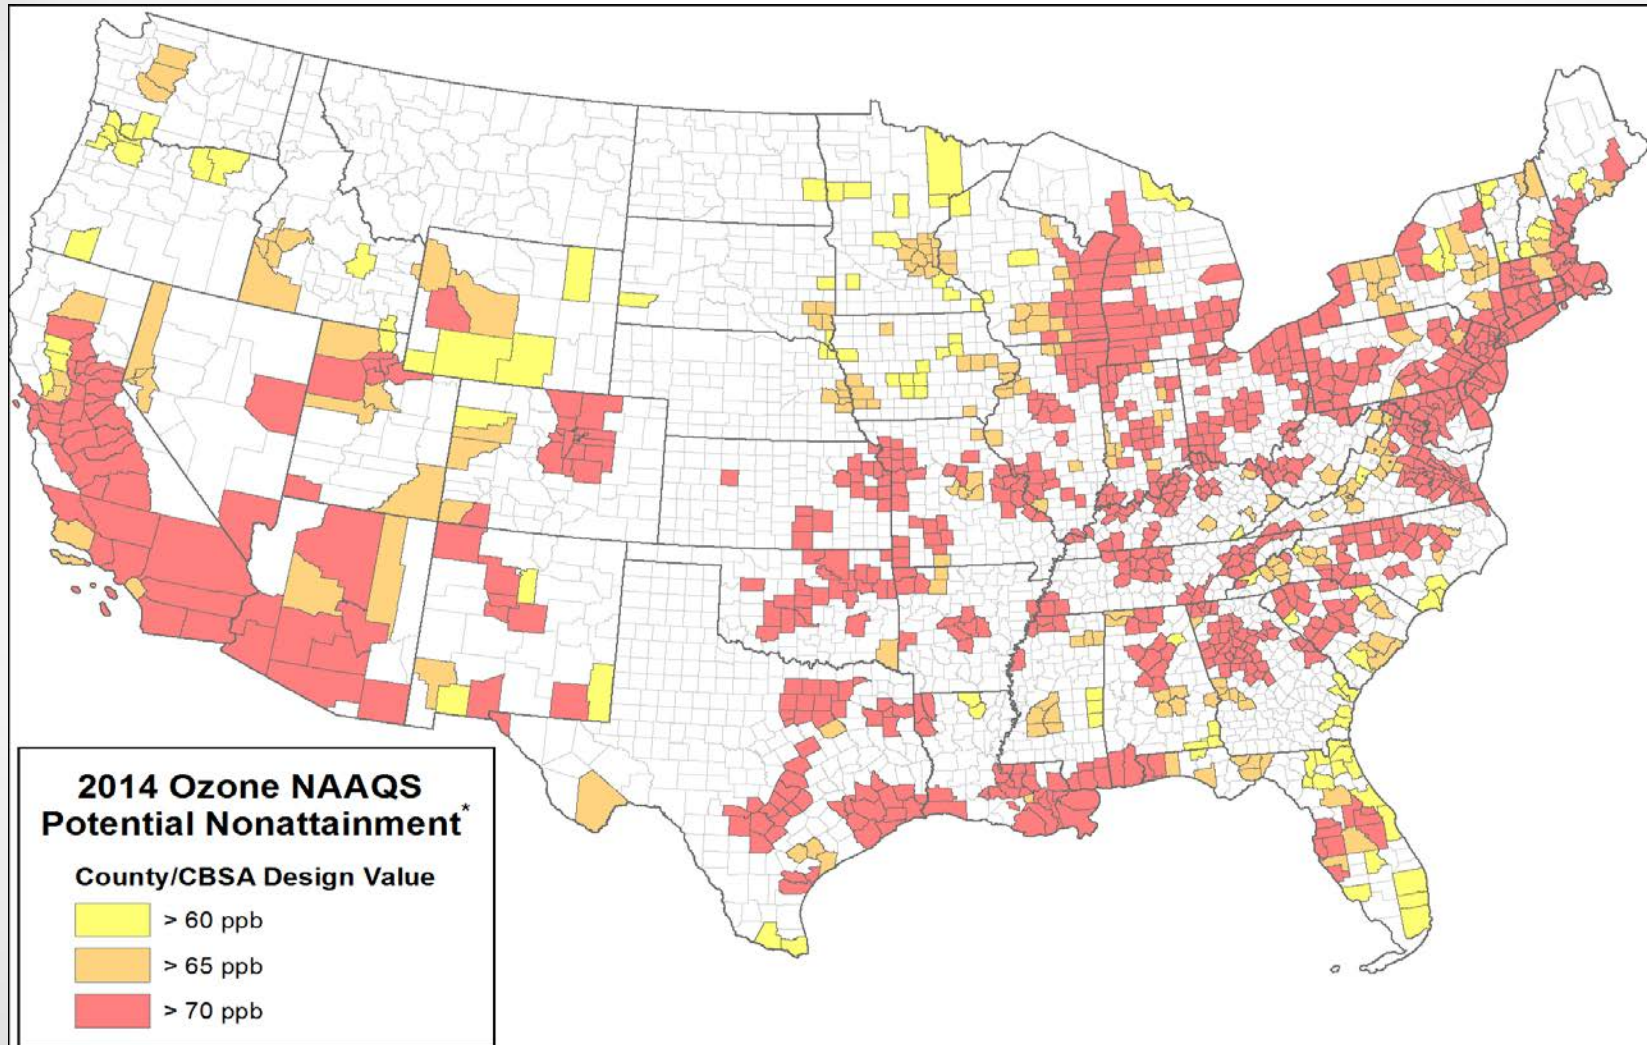 2014 Ozone NAAQS
Potential Nonattainment*
County/CBSA Design Value
> 60 ppb
> 65 ppb
> 70 ppb